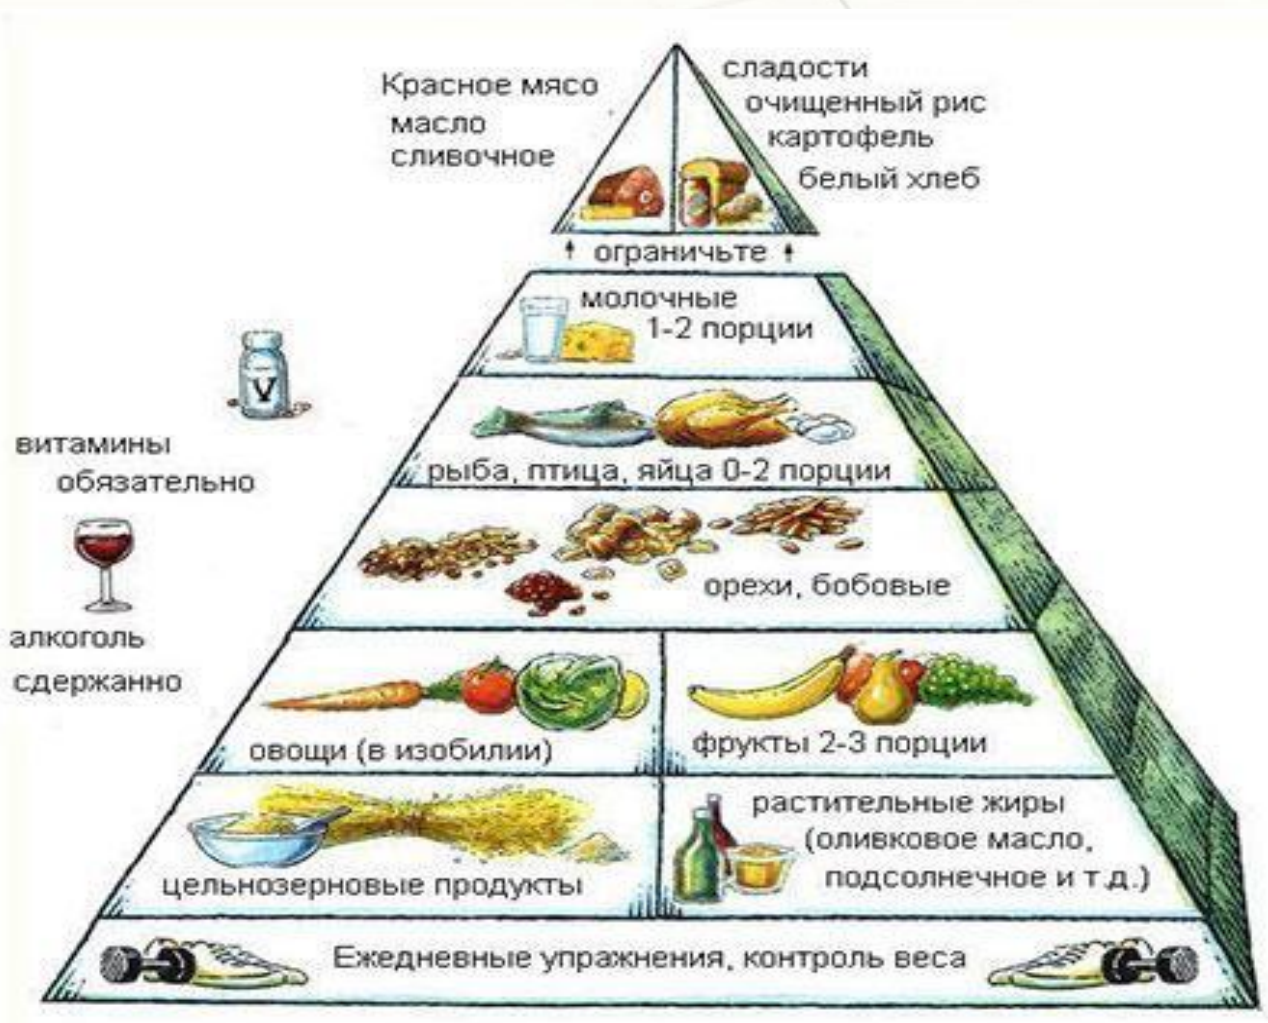 Красное мясо
масло
сливочное
сладости
очищенный рис
картофель
белый хлеб
ограничьте
молочные
1-2 порции
рыба, птица, яйца 0-2 порции
V
витамины
обязательно
орехи, бобовые
алкоголь
сдержанно
овощи (в изобилии)
фрукты 2-3 порции
цельнозерновые продукты
растительные жиры
(оливковое масло,
подсолнечное и т.д.)
Ежедневные упражнения, контроль веса